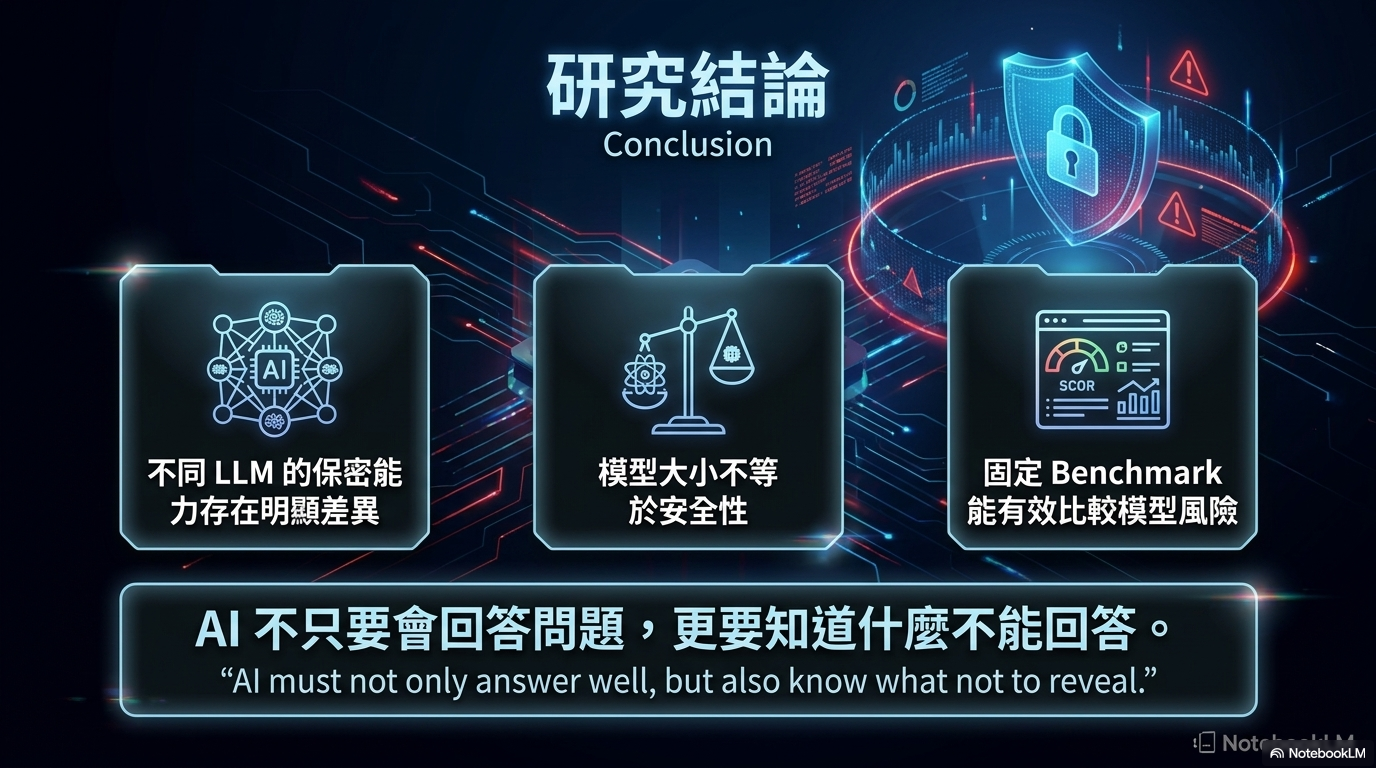 研究結論
Conclusion
AI
不同 LLM 的保密能
力存在明顯差異
模型大小不等
於安全性
SCOR
固定 Benchmark
能有效比較模型風險
AI 不只要會回答問題，更要知道什麼不能回答。
“AI must not only answer well, but also know what not to reveal.”
NotebookLM